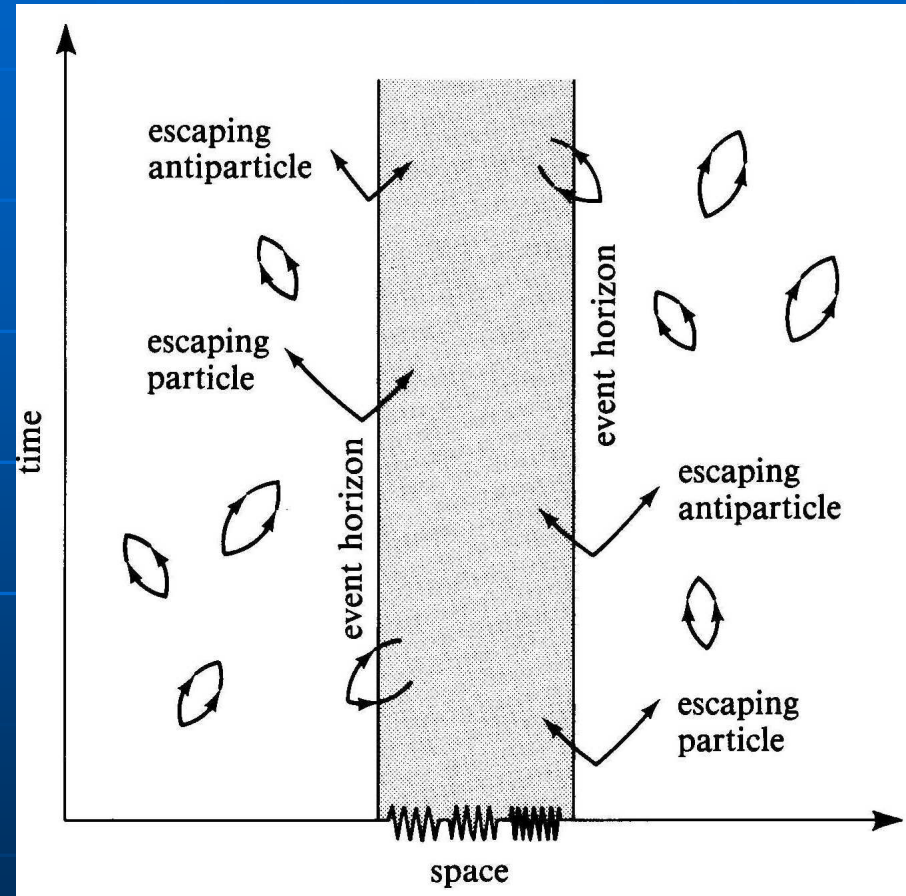 escaping
antiparticle
escaping
particle
time
event horizon
event horizon
escaping
antiparticle
escaping
particle
space